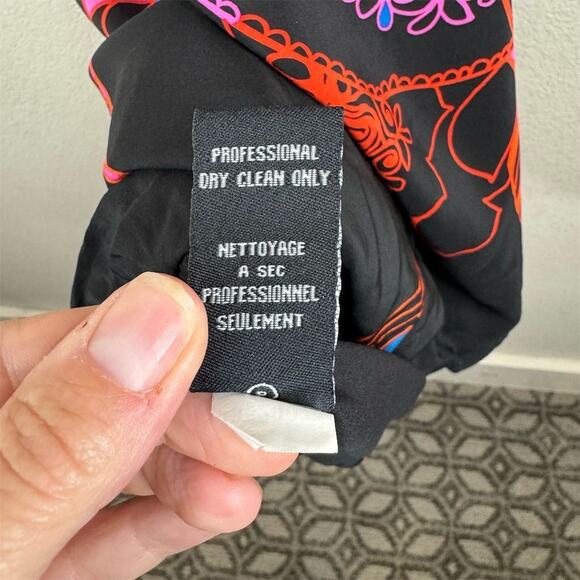 PROFESSIONAL
DRY CLEAN ONLY
NETTOYAGE
A SEC
PROFESSIONNEL
SEULEMENT